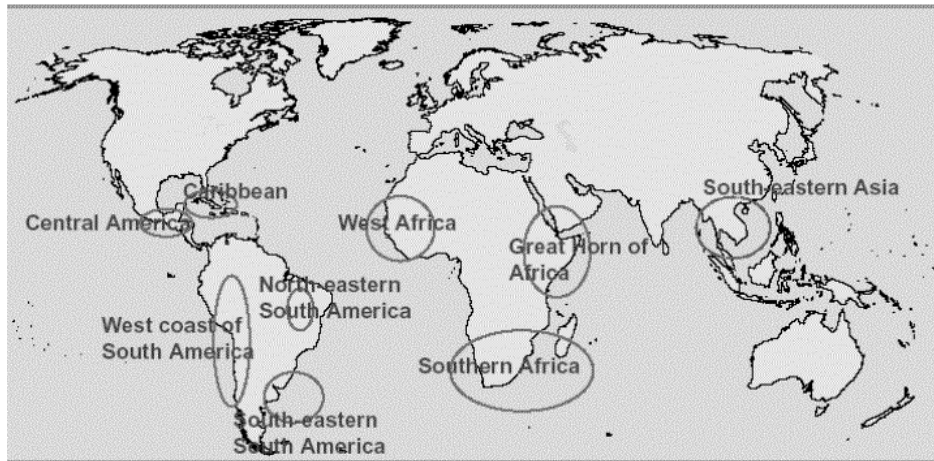 Caribbean
South-eastern Asia
Central America
West Africa
Great Horn of
Africa
North-eastern
South America
West coast of
South America
Southern Africa
South-eastern
South America